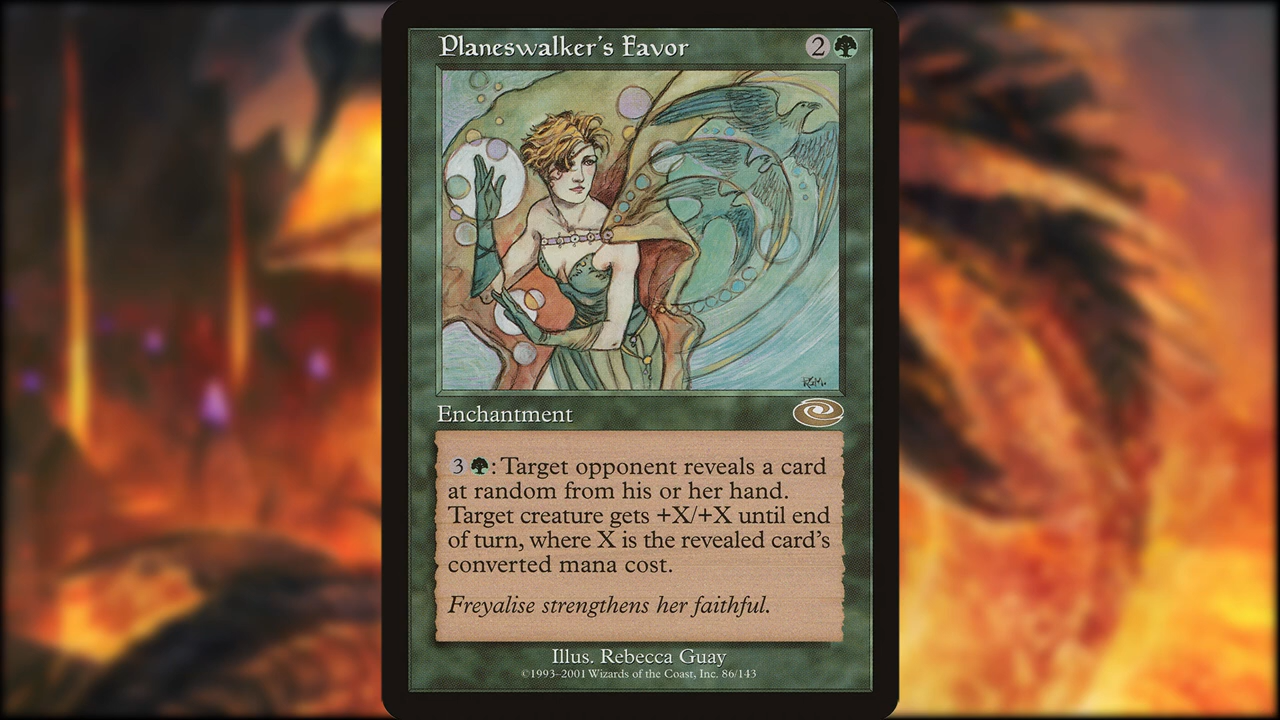 Planeswalker's Favor 2
Enchantment
3 : Target opponent reveals a card
at random from his or her hand.
Target creature gets +X/+X until end
of turn, where X is the revealed card's
converted mana cost.
Freyalise strengthens her faithful.
Illus. Rebecca Guay
©1993–2001 Wizards of the Coast, Inc. 86/143